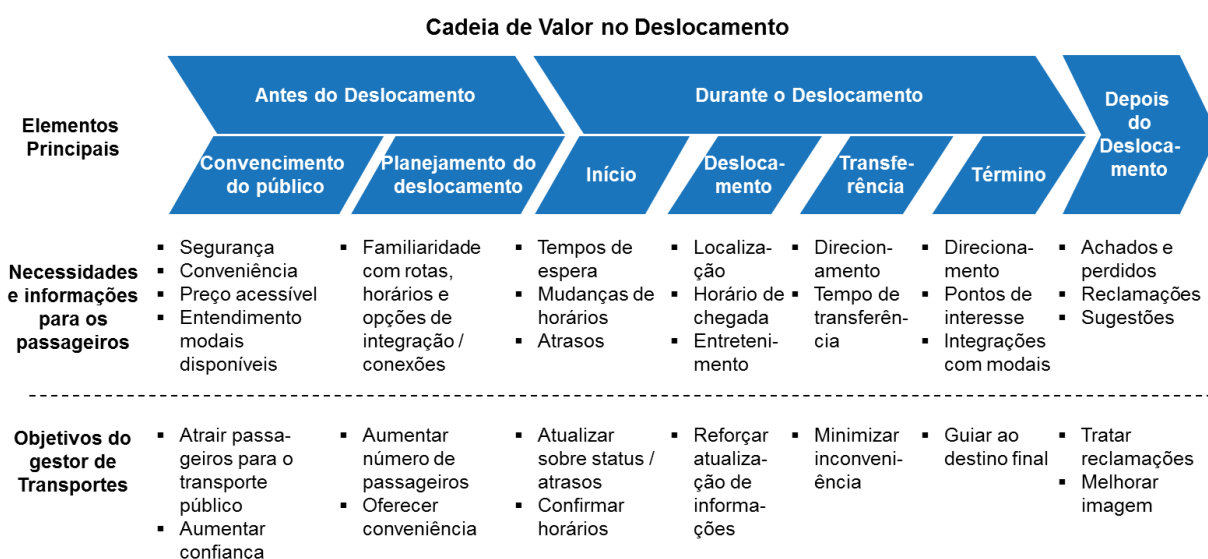 Cadeia de Valor no Deslocamento
Elementos
Principais
Antes do Deslocamento
Durante o Deslocamento
Depois
do
Desloca-
mento
Convencimento
do público
Planejamento do
deslocamento
Início
Desloca-
mento
Transfe-
rência
Término
Necessidades
e informações
para os
passageiros
▪ Segurança
▪ Conveniência
▪ Preço acessível
▪ Entendimento
modais
disponíveis
▪ Familiaridade
com rotas,
horários e
opções de
integração /
conexões
▪ Tempos de
espera
▪ Mudanças de
horários
▪ Atrasos
▪ Localiza-
ção
▪ Horário de
chegada
▪ Entreteni-
mento
▪ Direcion-
amento
▪ Tempo de
transferên-
cia
▪ Direciona-
mento
▪ Pontos de
interesse
▪ Integrações
com modais
▪ Achados e
perdidos
▪ Reclamações
▪ Sugestões
Objetivos do
gestor de
Transportes
▪ Atrair passa-
geiros para o
transporte
público
▪ Aumentar
confiança
▪ Aumentar
número de
passageiros
▪ Oferecer
conveniência
▪ Atualizar
sobre status /
atrasos
▪ Confirmar
horários
▪ Reforçar
atualiza-
ção de
informa-
ções
▪ Minimizar
inconveni-
ência
▪ Guiar ao
destino final
▪ Tratar
reclamações
▪ Melhorar
imagem